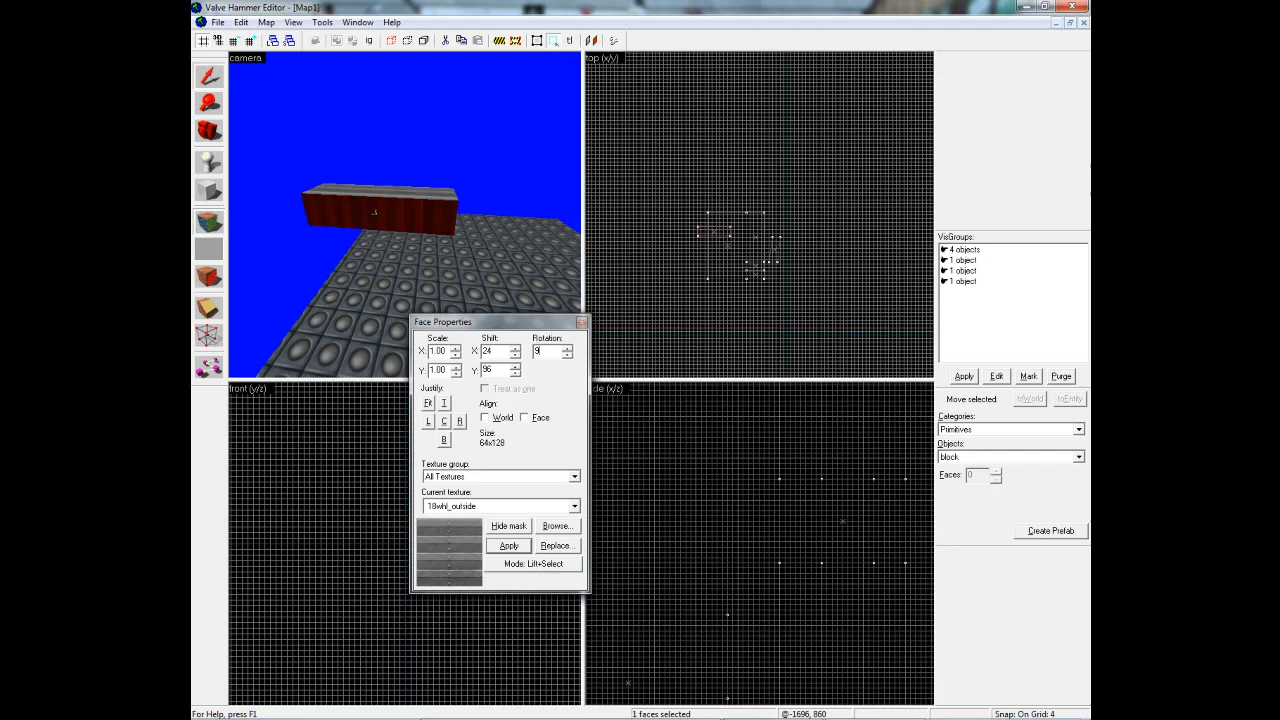 Valve Hammer Editor - [Map1]
File Edit Map View Tools Window Help
camera
top (x/y)
VisGroups:
4 objects
1 object
1 object
1 object
Face Properties
Scale: Shift: Rotation:
X: 1.00 X: 24 9
Y: 1.00 Y: 96
Justify: Treat as one
Fit T Align:
L C R World Face
B Size:
64x128
Texture group:
All Textures
Current texture:
18whl_outside
Hide mask Browse...
Apply Replace...
Mode: Lift+Select
front (y/z)
de (x/z)
Apply Edit Mark Purge
Move selected: toWorld toEntity
Categories:
Primitives
Objects:
block
Faces: 0
Create Prefab
For Help, press F1 1 faces selected @-1696, 860 Snap: On Grid: 4